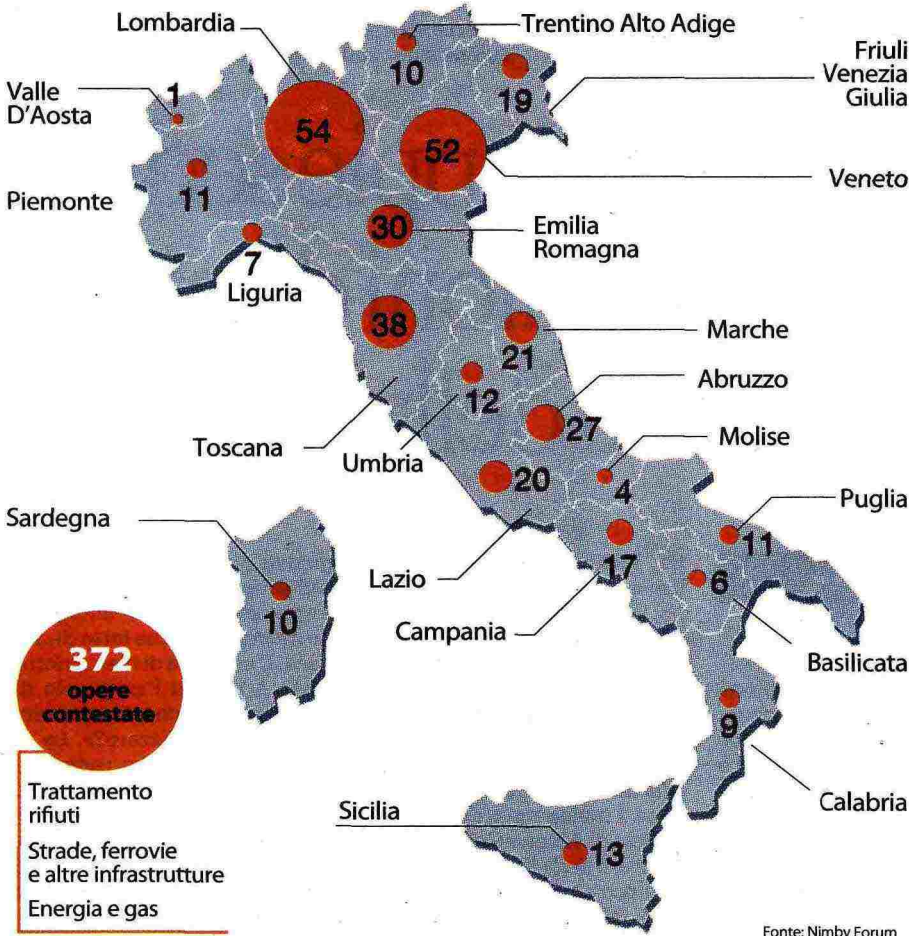 Lombardia
Trentino Alto Adige
Friuli
Venezia
Giulia
10
19
Valle
D'Aosta
1
54
52
Veneto
Piemonte
11
30
Emilia
Romagna
7
Liguria
38
Marche
21
Abruzzo
12
27
Toscana
Umbria
Molise
20
4
Puglia
Sardegna
11
Lazio
17
6
10
Campania
Basilicata
372
opere
contestate
9
Trattamento
rifiuti
Strade, ferrovie
e altre infrastrutture
Energia e gas
Calabria
Sicilia
13
Fonte: Nimby Forum